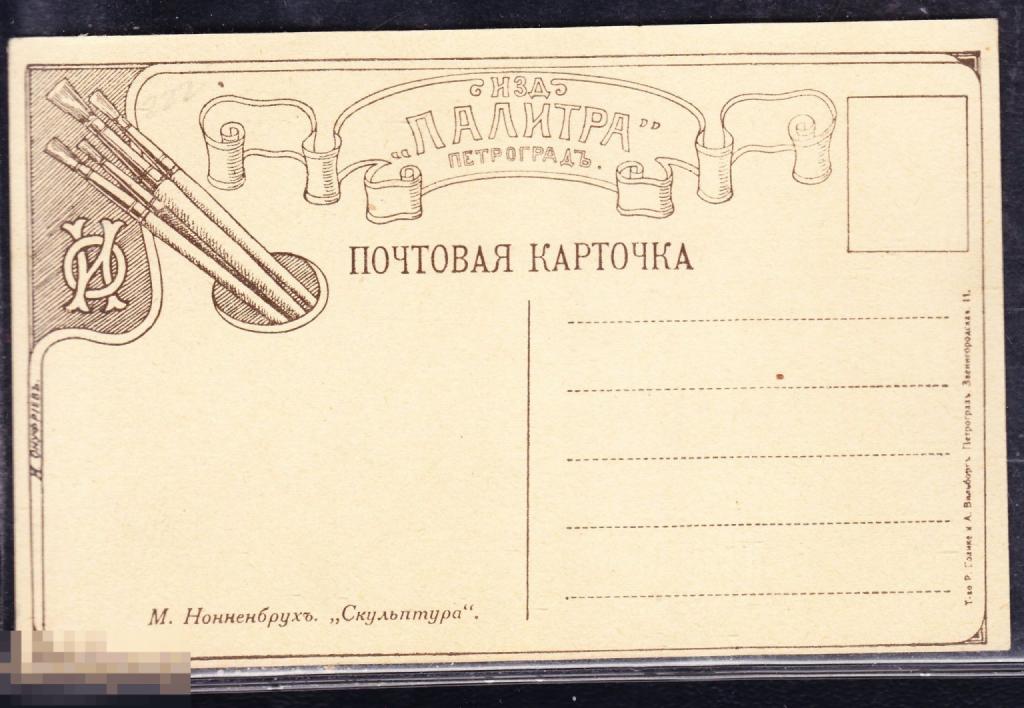 ИЗД
„ПАЛИТРА”
ПЕТРОГРАДЪ.
ПОЧТОВАЯ КАРТОЧКА
Н ОНУФРІЕВЪ.
М. Нонненбрухъ. „Скульптура“.
Т-во Р. Голике и А. Вильборгъ. Петроградъ. Звенигородская, 11.